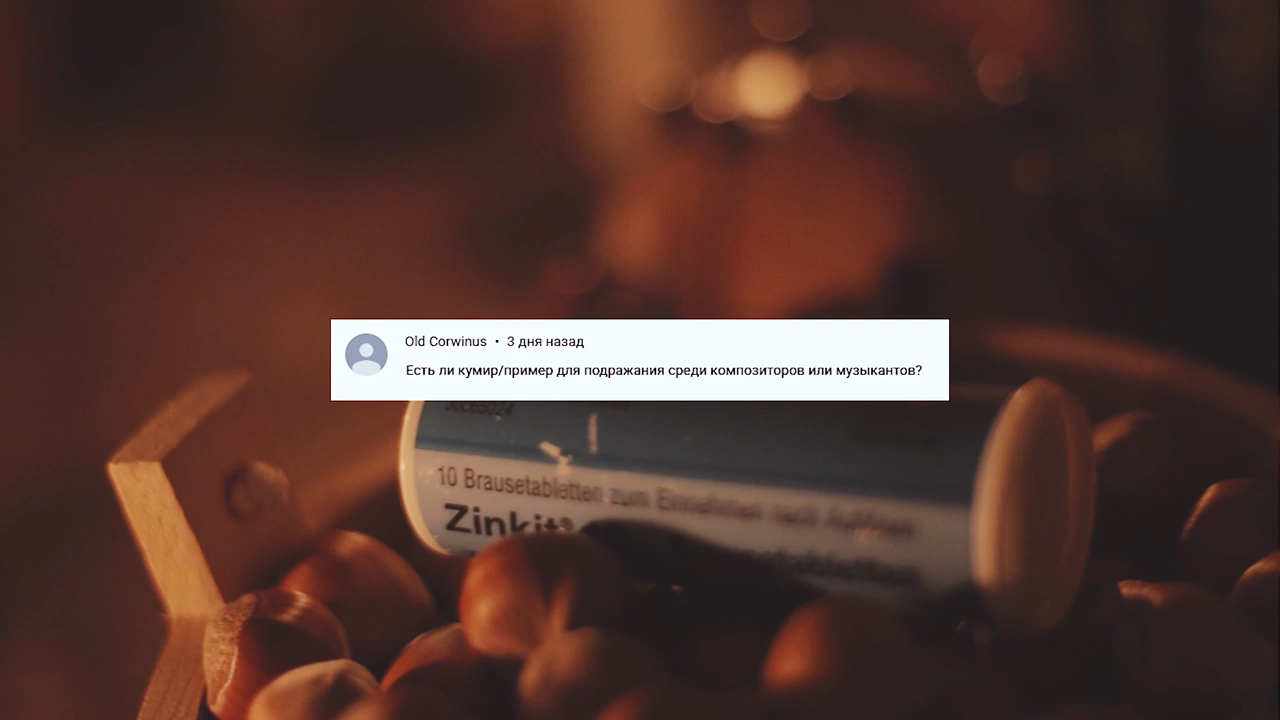 Old Corwinus • 3 дня назад
Есть ли кумир/пример для подражания среди композиторов или музыкантов?
10 Brausetabletten zum Einnehmen nach Auflösen
Zinkit®